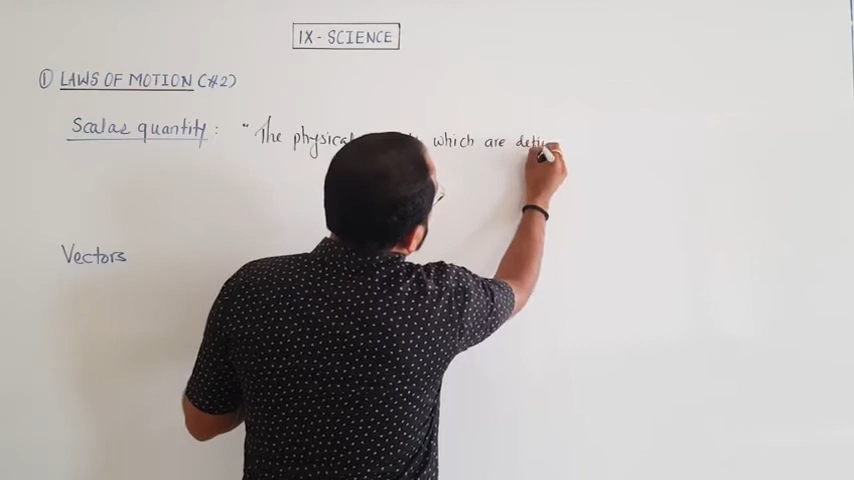 IX - SCIENCE
① LAWS OF MOTION (#2)
Scalar quantity : "The physical which are
Vectors